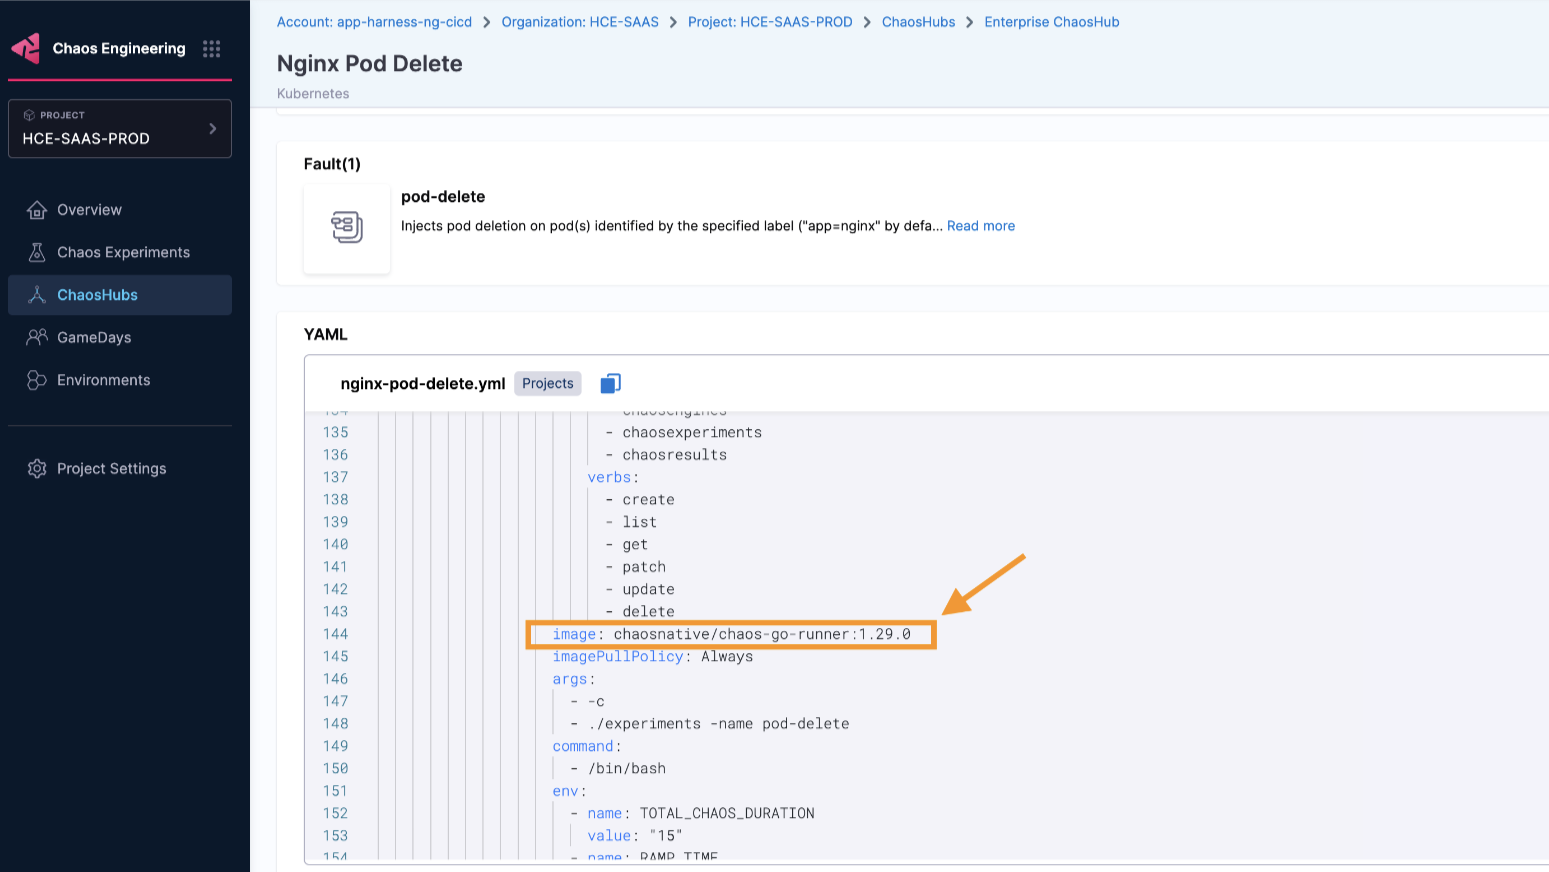 Account: app-harness-ng-cicd > Organization: HCE-SAAS > Project: HCE-SAAS-PROD > ChaosHubs > Enterprise ChaosHub
Chaos Engineering
Nginx Pod Delete
Kubernetes
PROJECT
HCE-SAAS-PROD
Overview
Chaos Experiments
ChaosHubs
GameDays
Environments
Project Settings
Fault(1)
pod-delete
Injects pod deletion on pod(s) identified by the specified label ("app=nginx" by defa... Read more
YAML
nginx-pod-delete.yml Projects
134 - chaosengines
135 - chaosexperiments
136 - chaosresults
137 verbs:
138 - create
139 - list
140 - get
141 - patch
142 - update
143 - delete
144 image: chaosnative/chaos-go-runner:1.29.0
145 imagePullPolicy: Always
146 args:
147 - -c
148 - ./experiments -name pod-delete
149 command:
150 - /bin/bash
151 env:
152 - name: TOTAL_CHAOS_DURATION
153 value: "15"
154 - name: RAMP_TIME